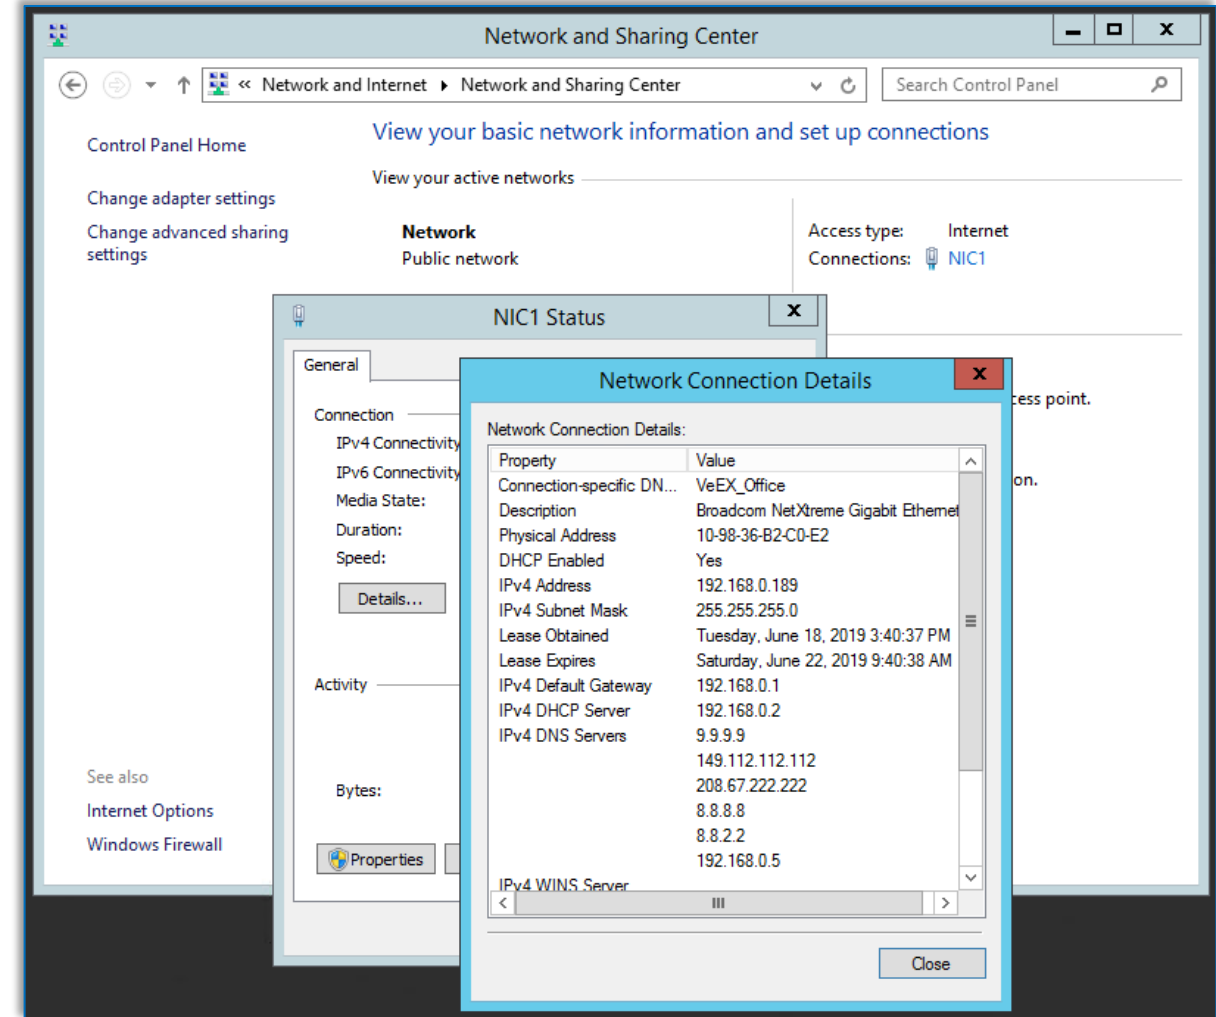 Network and Sharing Center
« Network and Internet Network and Sharing Center
Search Control Panel
Control Panel Home
Change adapter settings
Change advanced sharing
settings
View your basic network information and set up connections
View your active networks
Network
Public network
Access type: Internet
Connections: NIC1
NIC1 Status
General
Connection
IPv4 Connectivity
IPv6 Connectivity
Media State:
Duration:
Speed:
Details...
Activity
Bytes:
Properties
point.
Network Connection Details
Network Connection Details:
Property Value
Connection-specific DN... VeEX_Office
Description Broadcom NetXtreme Gigabit Ethernet
Physical Address 10-98-36-B2-C0-E2
DHCP Enabled Yes
IPv4 Address 192.168.0.189
IPv4 Subnet Mask 255.255.255.0
Lease Obtained Tuesday, June 18, 2019 3:40:37 PM
Lease Expires Saturday, June 22, 2019 9:40:38 AM
IPv4 Default Gateway 192.168.0.1
IPv4 DHCP Server 192.168.0.2
IPv4 DNS Servers 9.9.9.9
149.112.112.112
208.67.222.222
8.8.8.8
8.8.2.2
192.168.0.5
IPv4 WINS Server
Close
See also
Internet Options
Windows Firewall